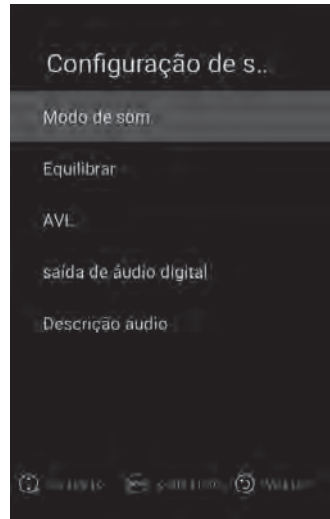 Configuração de s..
Modo de som
Equilibrar
AVL
saída de áudio digital
Descrição áudio